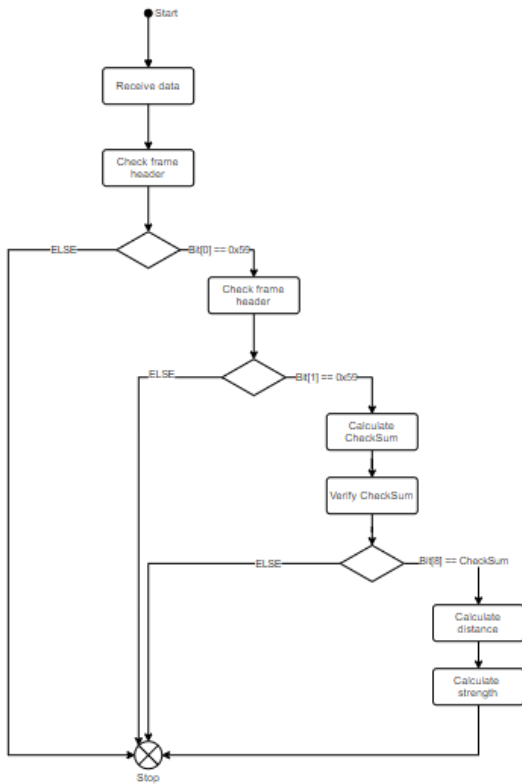 Start
Receive data
Check frame
header
ELSE
Bit[0] == 0x59
Check frame
header
ELSE
Bit[1] == 0x59
Calculate
CheckSum
Verify CheckSum
ELSE
Bit[8] == CheckSum
Calculate
distance
Calculate
strength
Stop